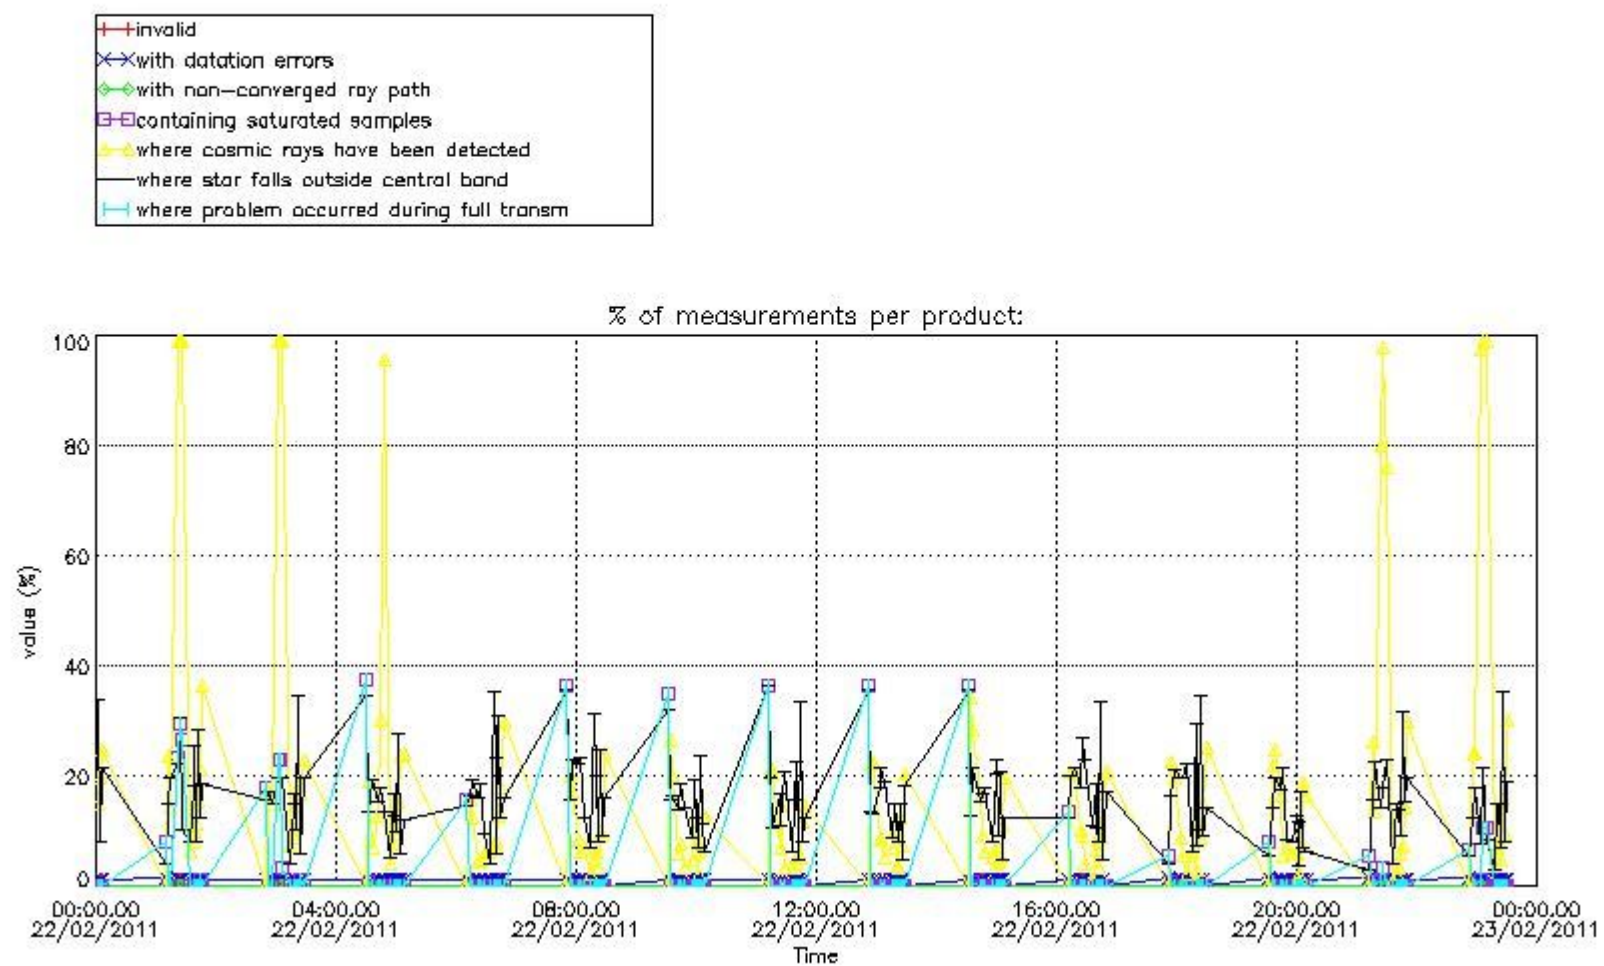 invalid
with datation errors
with non-converged ray path
containing saturated samples
where cosmic rays have been detected
where star falls outside central band
where problem occurred during full transm
% of measurements per product:
100
80
60
40
20
0
value (%)
00:00.00 04:00.00 08:00.00 12:00.00 16:00.00 20:00.00 00:00.00
22/02/2011 22/02/2011 22/02/2011 22/02/2011 22/02/2011 22/02/2011 23/02/2011
Time